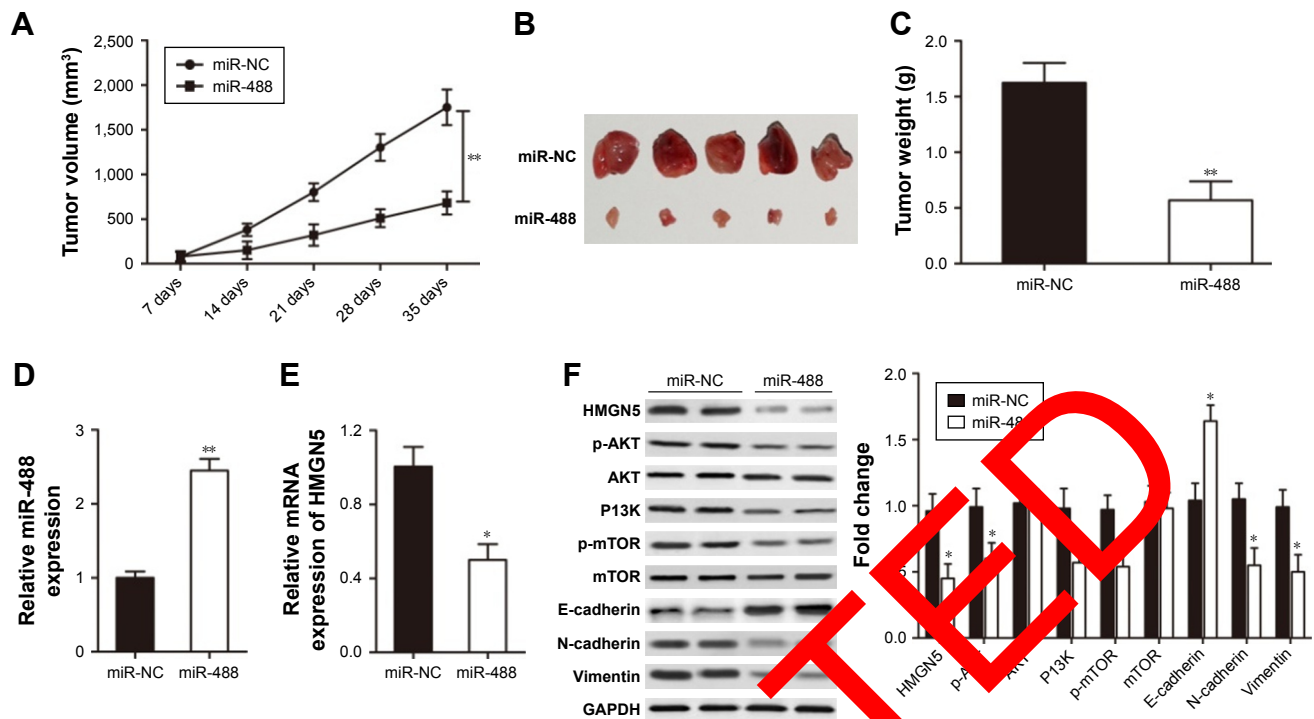 A
Tumor volume (mm³)
2,500
2,000
1,500
1,000
500
0
miR-NC
miR-488
**
7 days
14 days
21 days
28 days
35 days
B
miR-NC
miR-488
C
Tumor weight (g)
2.0
1.5
1.0
0.5
0.0
**
miR-NC
miR-488
D
Relative miR-488
expression
3
2
1
0
**
miR-NC
miR-488
E
Relative mRNA
expression of HMGN5
1.2
0.8
0.4
0.0
*
miR-NC
miR-488
F
miR-NC
miR-488
HMGN5
p-AKT
AKT
P13K
p-mTOR
mTOR
E-cadherin
N-cadherin
Vimentin
GAPDH
Fold change
2.0
1.5
1.0
0.0
miR-NC
*
*
*
*
*
HMGN5
P13K
p-mTOR
mTOR
E-cadherin
N-cadherin
Vimentin
TED